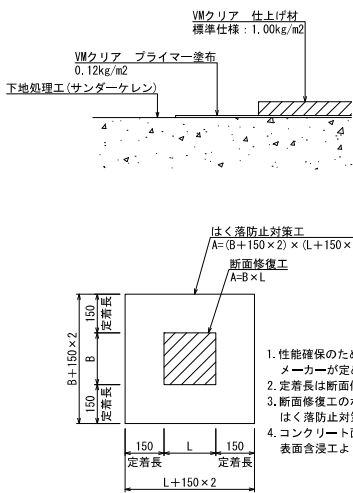 VMクリア 仕上げ材
標準仕様：1.00kg/m2
VMクリア プライマー塗布
0.12kg/m2
下地処理工(サンダーケレン)
はく落防止対策工
A=(B+150×2)×(L+150×
断面修復工
A=B×L
150
定着長
B
B+150×2
150
定着長
150
定着長
L
150
定着長
L+150×2
1. 性能確保のため
メーカーが定め
2. 定着長は断面修
3. 断面修復工の
はく落防止対策
4. コンクリート面
表面含浸工よ